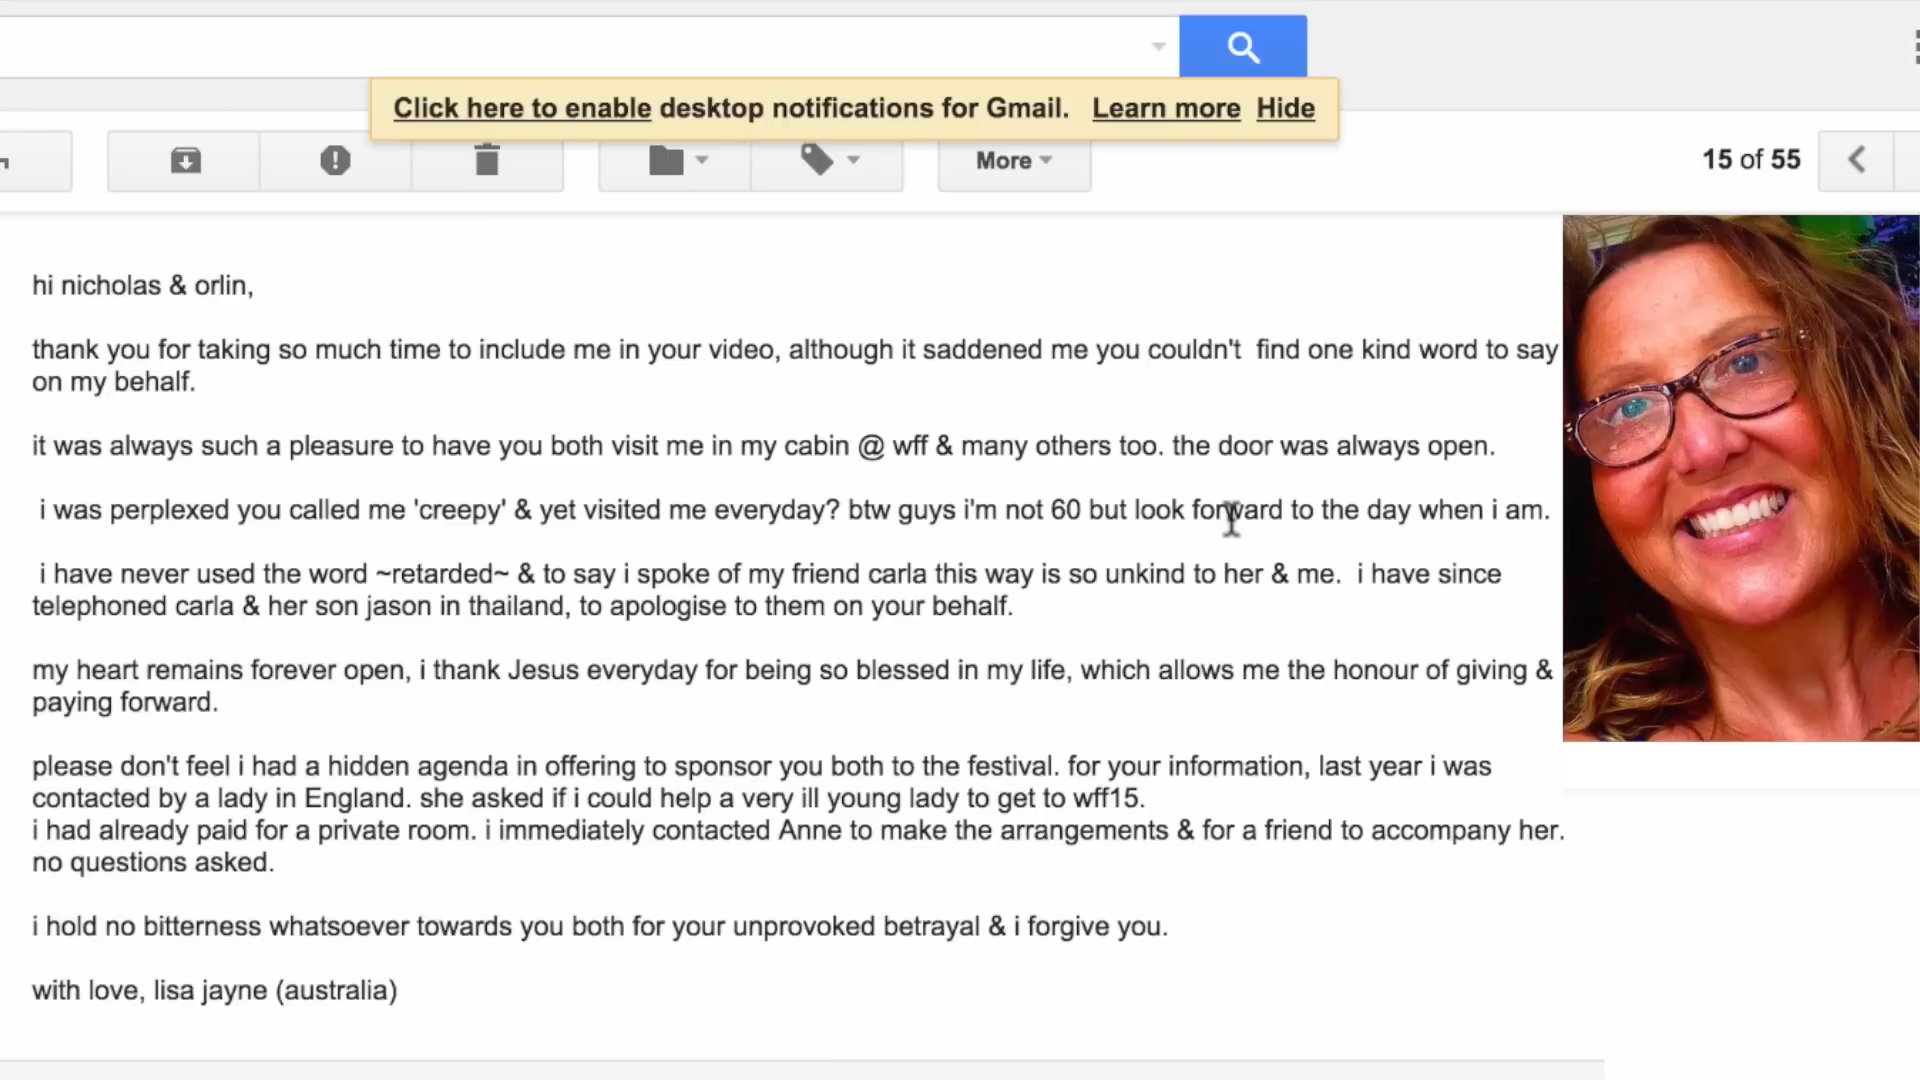 Click here to enable desktop notifications for Gmail. Learn more Hide
More
15 of 55
hi nicholas & orlin,
thank you for taking so much time to include me in your video, although it saddened me you couldn't find one kind word to say
on my behalf.
it was always such a pleasure to have you both visit me in my cabin @ wff & many others too. the door was always open.
i was perplexed you called me 'creepy' & yet visited me everyday? btw guys i'm not 60 but look forward to the day when i am.
i have never used the word ~retarded~ & to say i spoke of my friend carla this way is so unkind to her & me. i have since
telephoned carla & her son jason in thailand, to apologise to them on your behalf.
my heart remains forever open, i thank Jesus everyday for being so blessed in my life, which allows me the honour of giving &
paying forward.
please don't feel i had a hidden agenda in offering to sponsor you both to the festival. for your information, last year i was
contacted by a lady in England. she asked if i could help a very ill young lady to get to wff15.
i had already paid for a private room. i immediately contacted Anne to make the arrangements & for a friend to accompany her.
no questions asked.
i hold no bitterness whatsoever towards you both for your unprovoked betrayal & i forgive you.
with love, lisa jayne (australia)